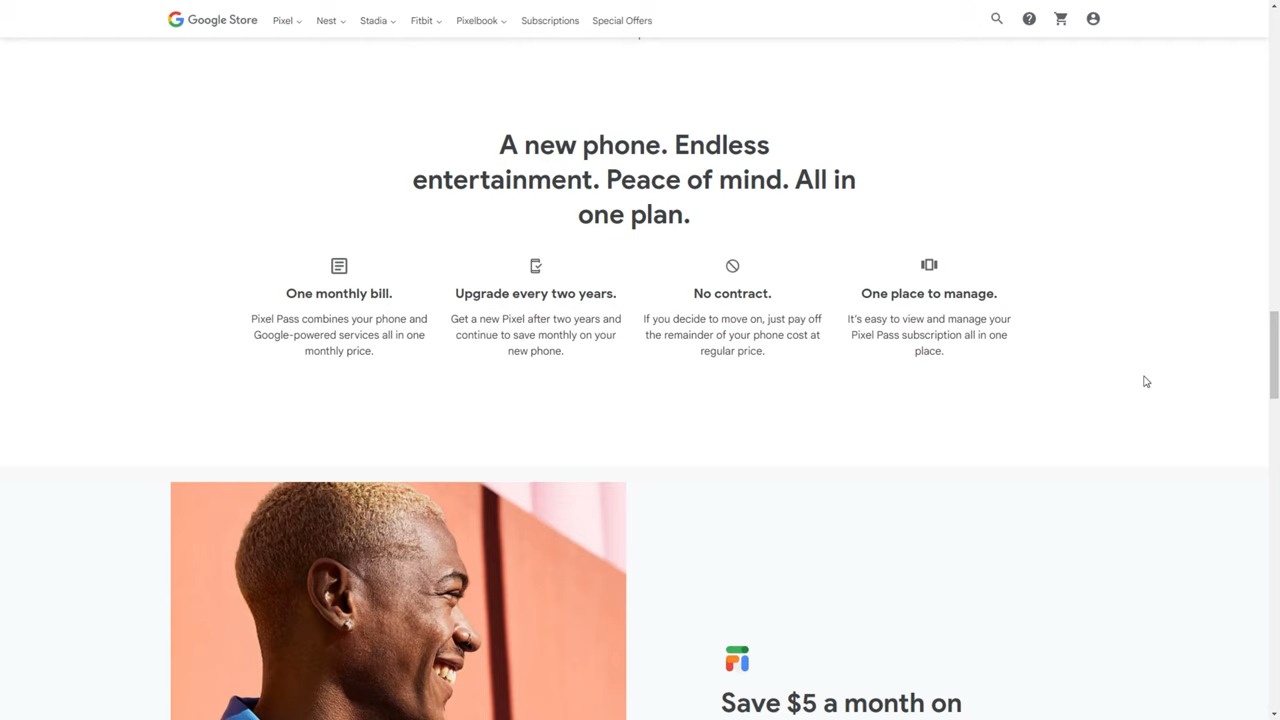 Google Store Pixel Nest Stadia Fitbit Pixelbook Subscriptions Special Offers
A new phone. Endless
entertainment. Peace of mind. All in
one plan.
One monthly bill.
Pixel Pass combines your phone and
Google-powered services all in one
monthly price.
Upgrade every two years.
Get a new Pixel after two years and
continue to save monthly on your
new phone.
No contract.
If you decide to move on, just pay off
the remainder of your phone cost at
regular price.
One place to manage.
It's easy to view and manage your
Pixel Pass subscription all in one
place.
Save $5 a month on